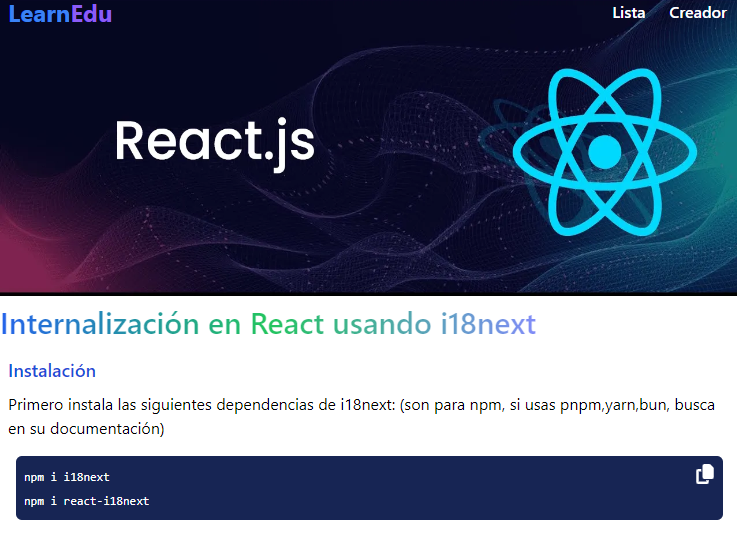 LearnEdu
Lista Creador
React.js
Internalización en React usando i18next
Instalación
Primero instala las siguientes dependencias de i18next: (son para npm, si usas pnpm,yarn,bun, busca
en su documentación)
npm i i18next
npm i react-i18next